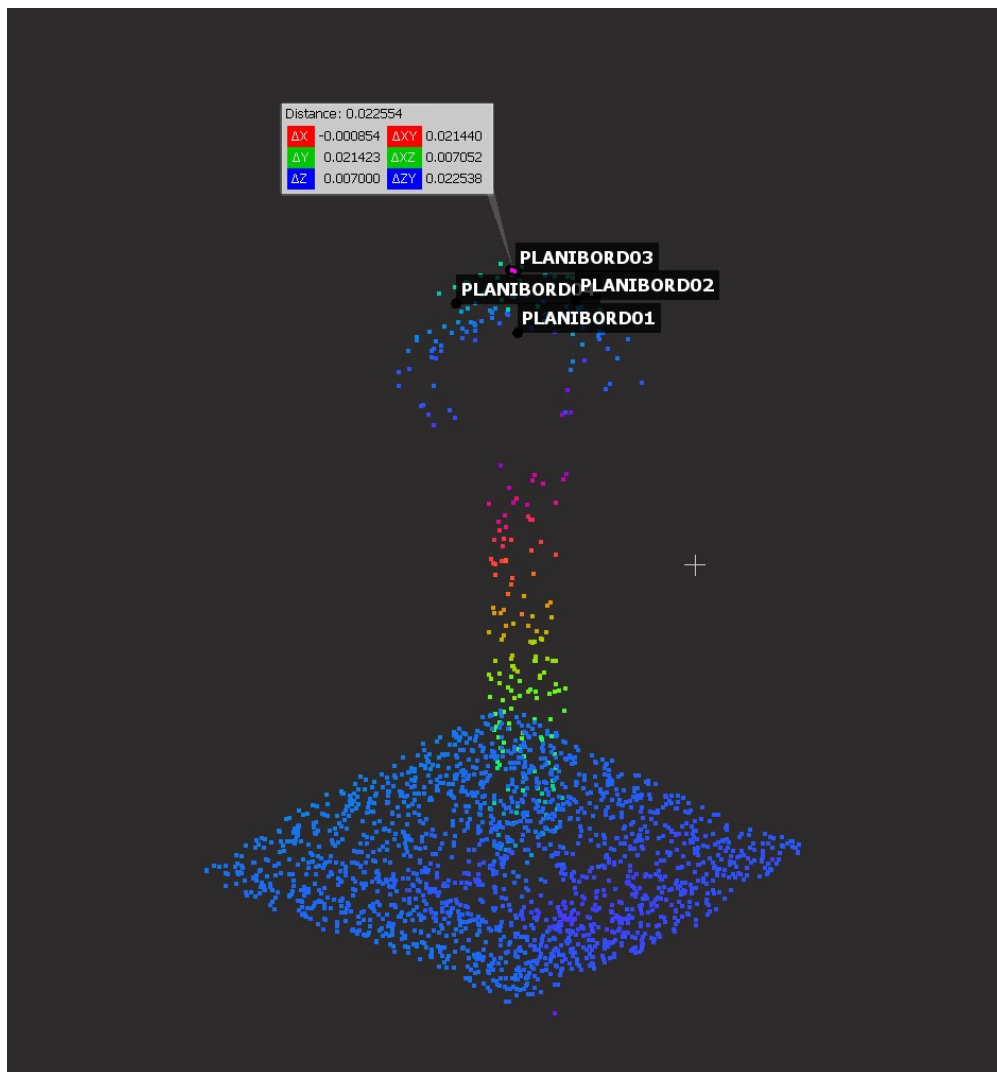 Distance: 0.022554
ΔX -0.000854 ΔXY 0.021440
ΔY 0.021423 ΔXZ 0.007052
ΔZ 0.007000 ΔZY 0.022538
PLANIBORD03
PLANIBORD02
PLANIBORD01